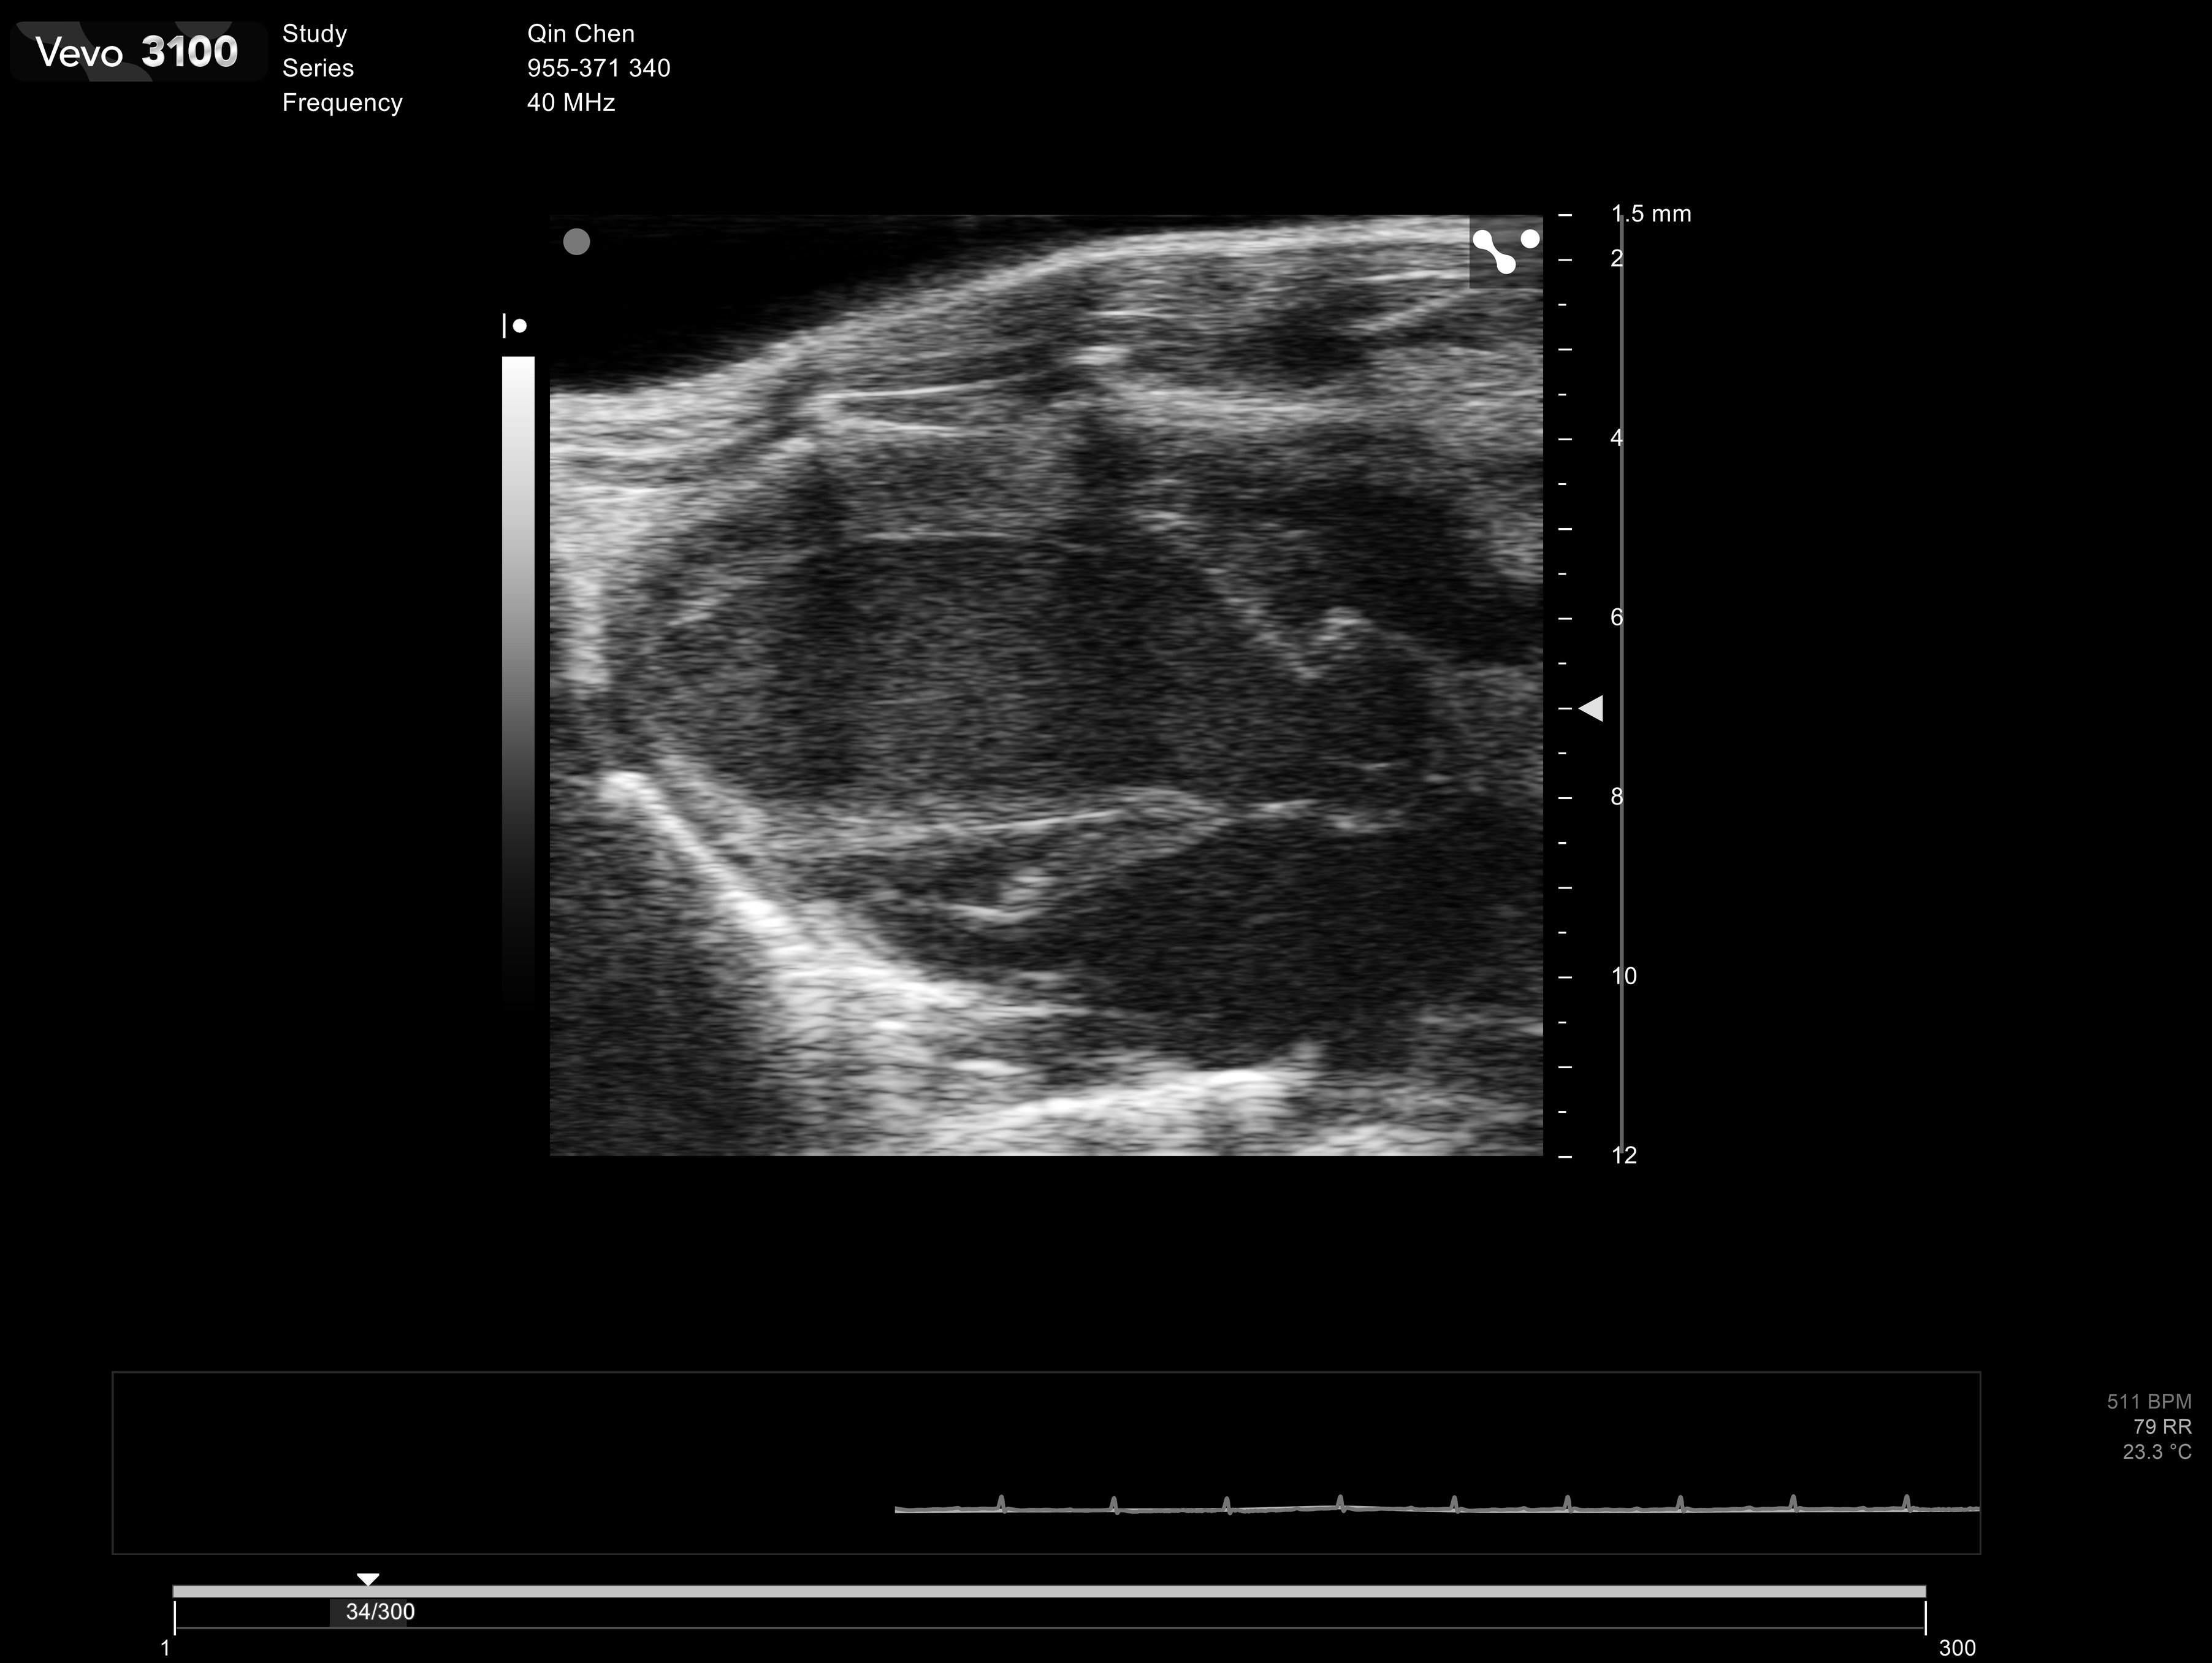 Vevo 3100
Study Qin Chen
Series 955-371 340
Frequency 40 MHz
1.5 mm
2
4
6
8
10
12
511 BPM
79 RR
23.3 °C
34/300
1
300